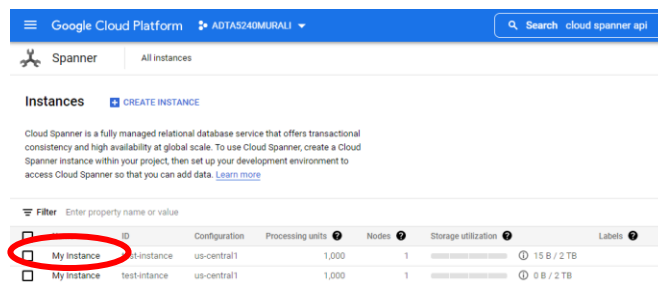 Google Cloud Platform ADTA5240MURALI Search cloud spanner api
Spanner All instances
Instances CREATE INSTANCE
Cloud Spanner is a fully managed relational database service that offers transactional
consistency and high availability at global scale. To use Cloud Spanner, create a Cloud
Spanner instance within your project, then set up your development environment to
access Cloud Spanner so that you can add data. Learn more
Filter Enter property name or value
ID Configuration Processing units Nodes Storage utilization Labels
My Instance test-instance us-central1 1,000 1 15 B / 2 TB
My Instance test-intance us-central1 1,000 1 0 B / 2 TB